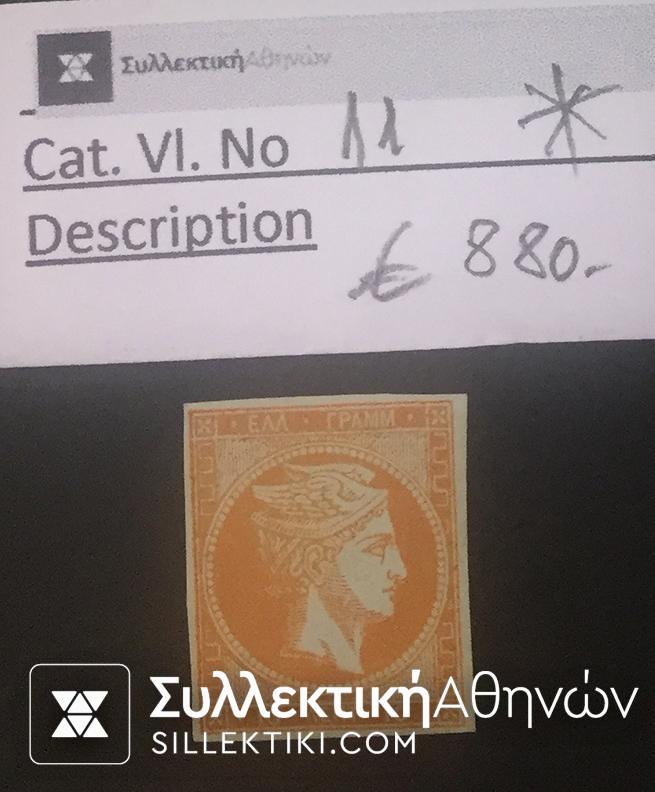 ΣυλλεκτικήΑθηνών
Cat. Vl. No 11 *
Description
€ 880.-
ΕΛΛ · ΓΡΑΜΜ ·
ΣυλλεκτικήΑθηνών
SILLEKTIKI.COM